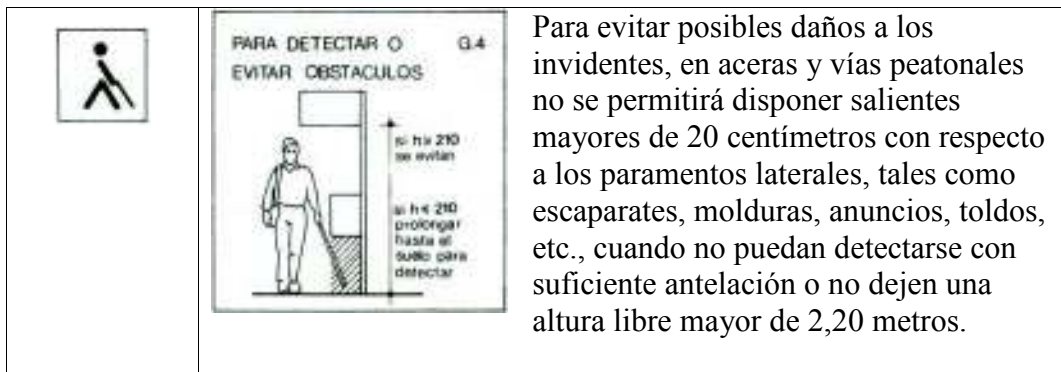 PARA DETECTAR O G.4
EVITAR OBSTACULOS
si h≥ 210
se evitan
si h< 210
prolongar
hasta el
suelo para
detectar
Para evitar posibles daños a los
invidentes, en aceras y vías peatonales
no se permitirá disponer salientes
mayores de 20 centímetros con respecto
a los paramentos laterales, tales como
escaparates, molduras, anuncios, toldos,
etc., cuando no puedan detectarse con
suficiente antelación o no dejen una
altura libre mayor de 2,20 metros.